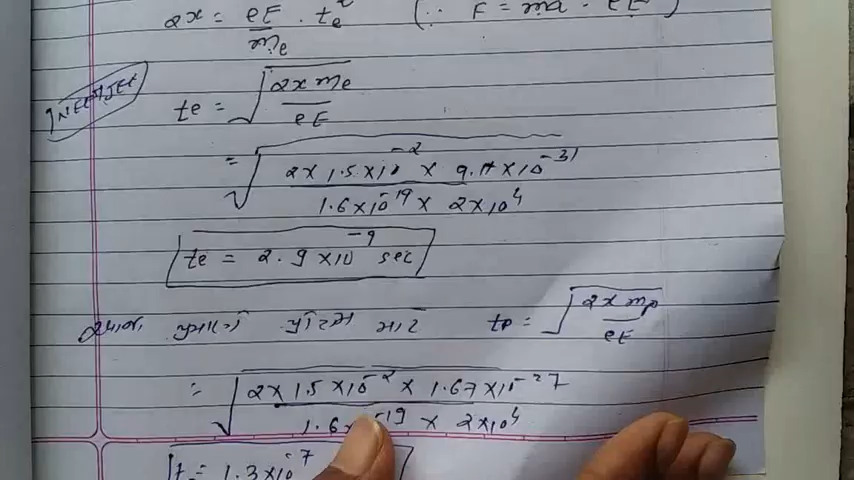 2x = eE/me · te²
NEET/JEE
te = √(2x me / eE)
= √(2 × 1.5 × 10⁻² × 9.11 × 10⁻³¹ / 1.6 × 10⁻¹⁹ × 2 × 10⁴)
te = 2.9 × 10⁻⁹ sec
tp = √(2x mp / eE)
= √(2 × 1.5 × 10⁻² × 1.67 × 10⁻²⁷ / 1.6 × 10⁻¹⁹ × 2 × 10⁴)
t = 1.3 × 10⁻⁷